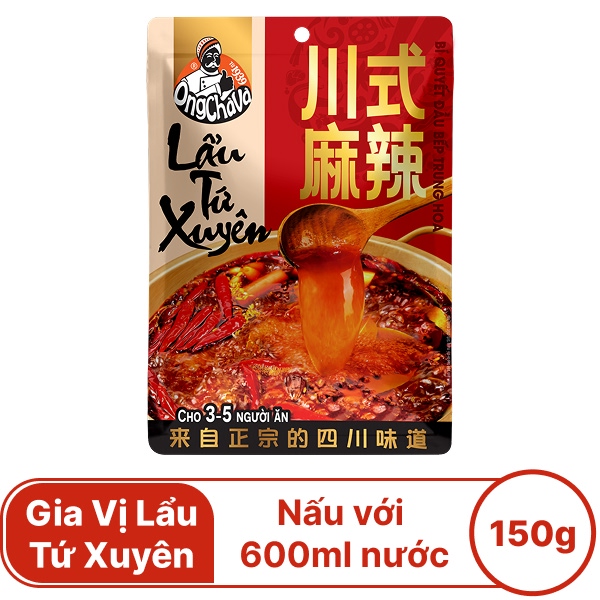 Từ 1939
®
OngChàvà
Lẩu
Tứ
Xuyên
川式
麻辣
BÍ QUYẾT ĐẦU BẾP TRUNG HOA
CHO 3-5 NGƯỜI ĂN
来自正宗的四川味道
Gia Vị Lẩu
Tứ Xuyên
Nấu với
600ml nước
150g